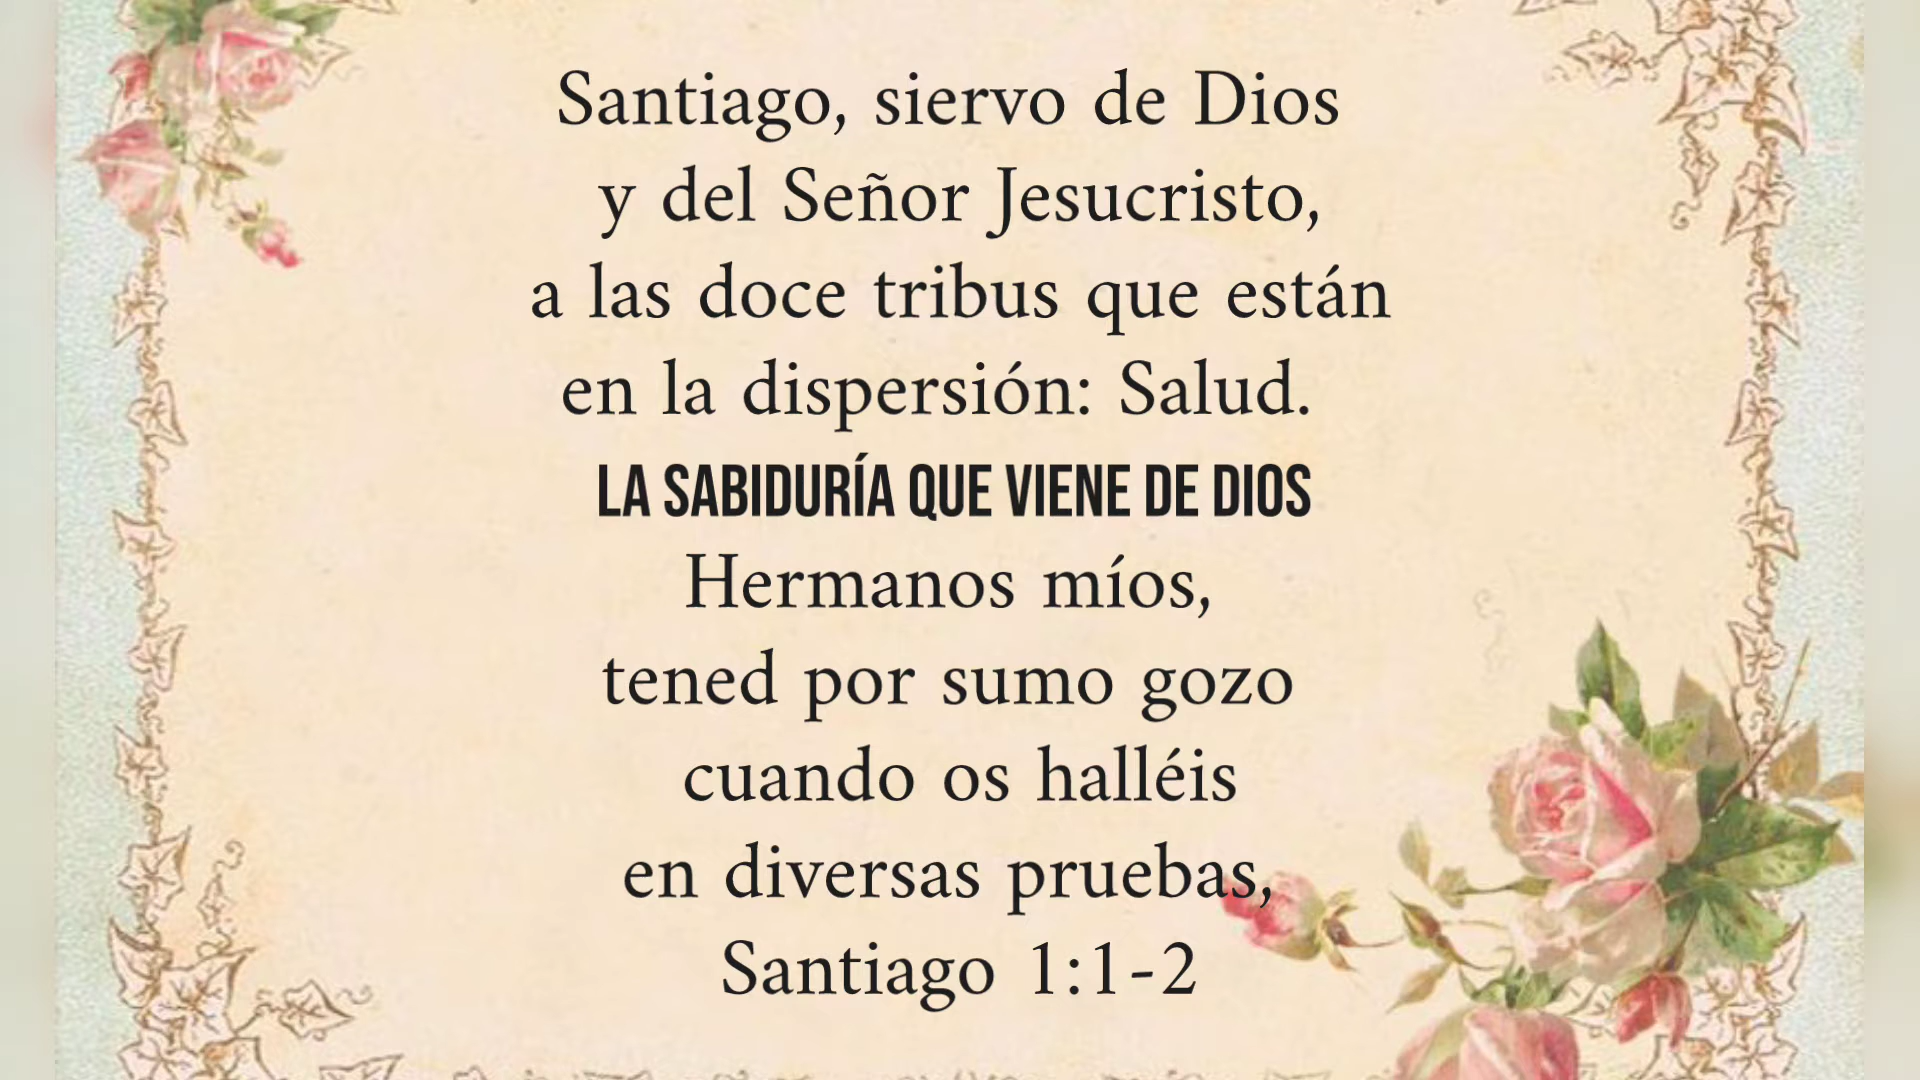 Santiago, siervo de Dios
y del Señor Jesucristo,
a las doce tribus que están
en la dispersión: Salud.
LA SABIDURÍA QUE VIENE DE DIOS
Hermanos míos,
tened por sumo gozo
cuando os halléis
en diversas pruebas,
Santiago 1:1-2